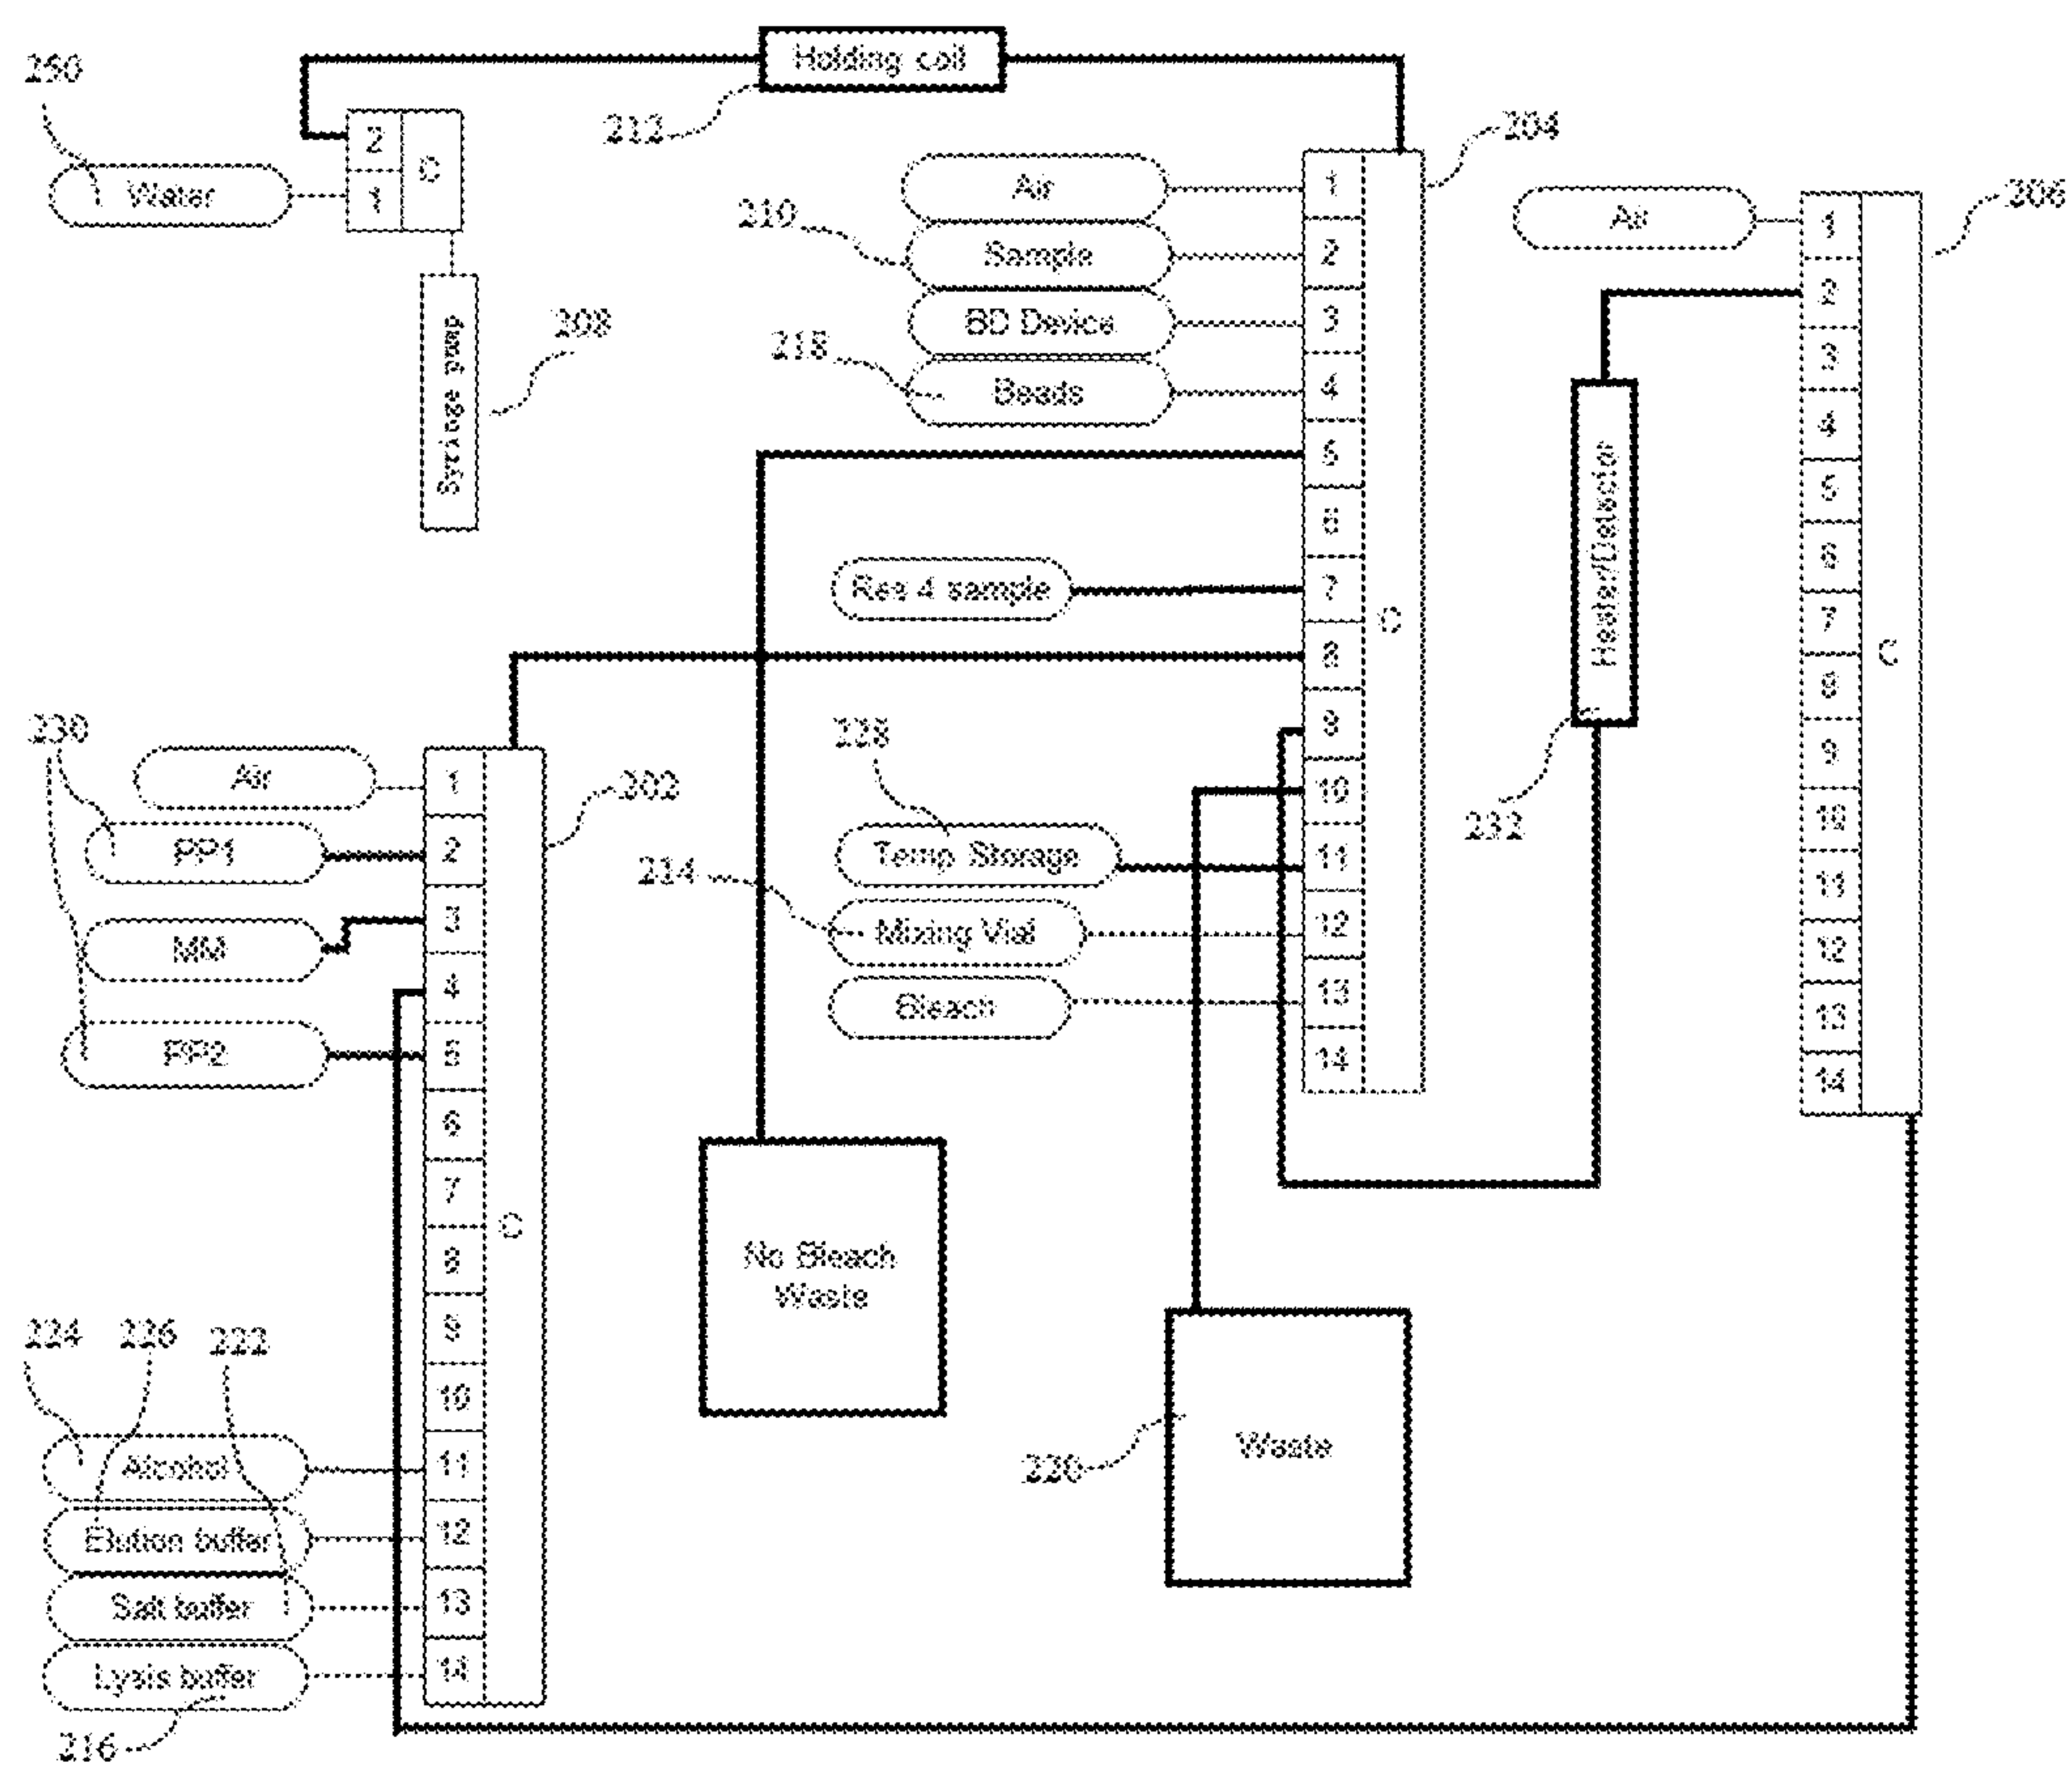 Holding coil
250
212
204
2
C
1
Water
Air
1
206
210
Sample
2
Air
1
2
208
BD Device
3
218
Beads
4
3
4
Syringe pump
5
5
6
6
Heater/Detector
Res 4 sample
7
C
7
C
8
8
9
228
230
Air
1
202
10
9
232
10
PP1
2
214
Temp Storage
11
11
MM
3
Mixing Vial
12
12
4
Bleach
13
13
PP2
5
14
14
6
7
C
8
No Bleach
Waste
9
224
226
222
10
Waste
220
Alcohol
11
Elution buffer
12
Salt buffer
13
Lysis buffer
14
216